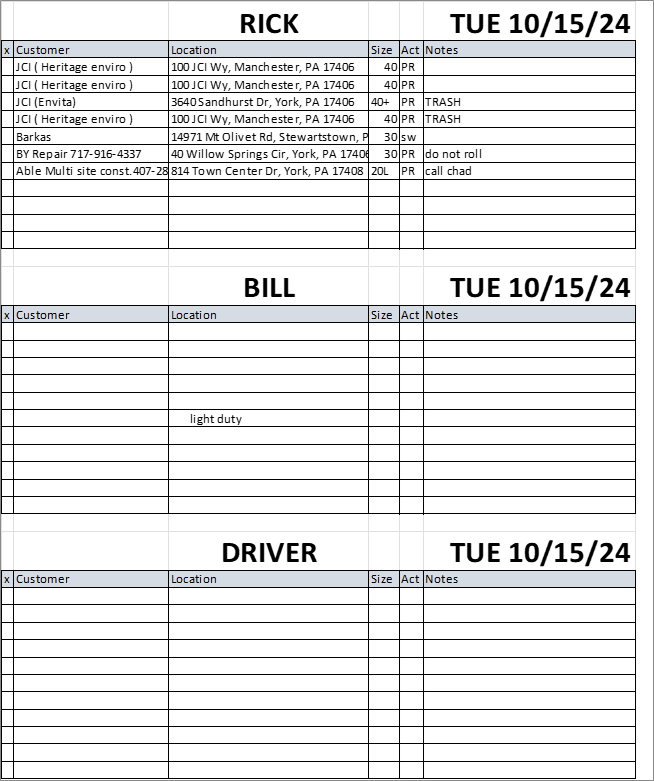 RICK TUE 10/15/24
x Customer Location Size Act Notes
JCI ( Heritage enviro ) 100 JCI Wy, Manchester, PA 17406 40 PR
JCI ( Heritage enviro ) 100 JCI Wy, Manchester, PA 17406 40 PR
JCI (Envita) 3640 Sandhurst Dr, York, PA 17406 40+ PR TRASH
JCI ( Heritage enviro ) 100 JCI Wy, Manchester, PA 17406 40 PR TRASH
Barkas 14971 Mt Olivet Rd, Stewartstown, P 30 sw
BY Repair 717-916-4337 40 Willow Springs Cir, York, PA 17406 30 PR do not roll
Able Multi site const.407-28 814 Town Center Dr, York, PA 17408 20L PR call chad
BILL TUE 10/15/24
x Customer Location Size Act Notes
light duty
DRIVER TUE 10/15/24
x Customer Location Size Act Notes